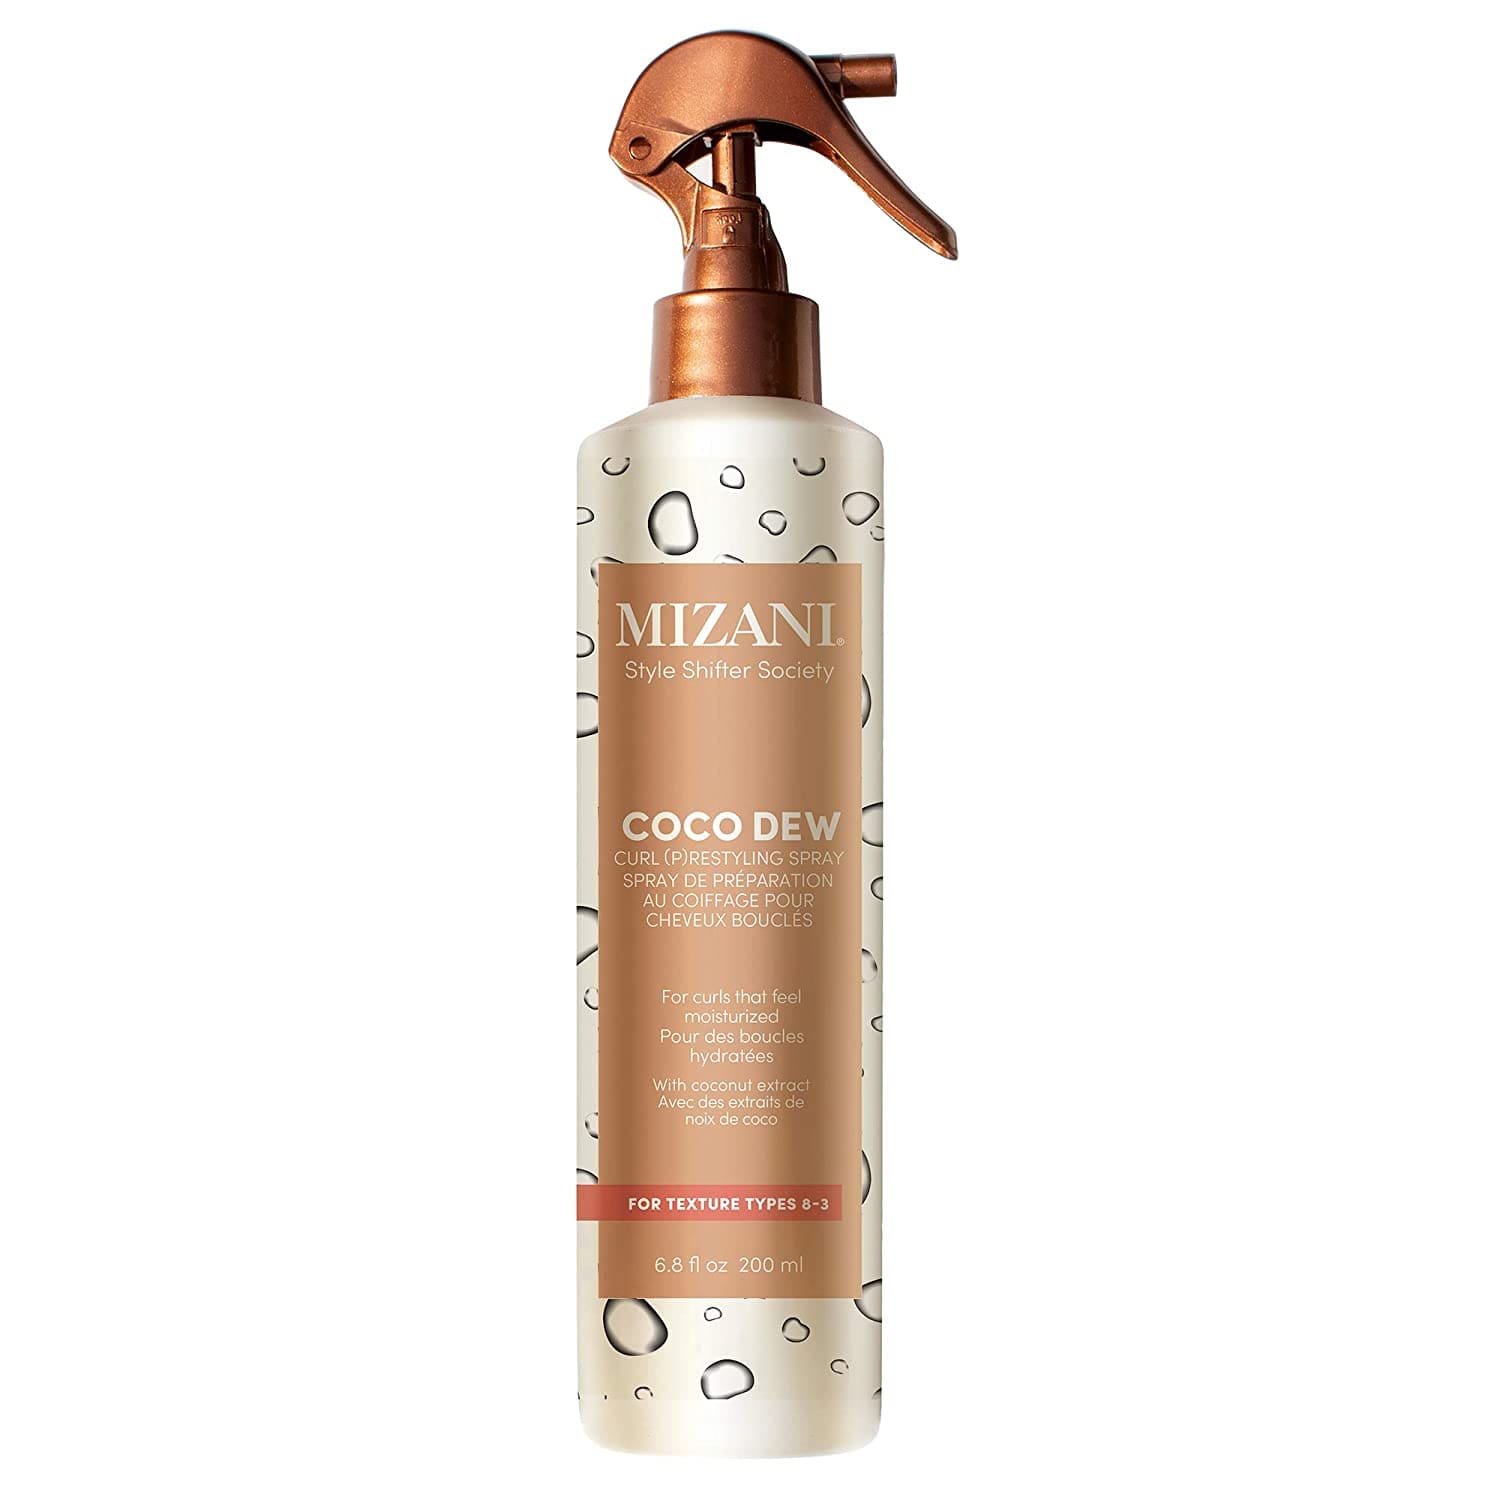 MIZANI®
Style Shifter Society
COCO DEW
CURL (P)RESTYLING SPRAY
SPRAY DE PRÉPARATION
AU COIFFAGE POUR
CHEVEUX BOUCLÉS
For curls that feel
moisturized
Pour des boucles
hydratées
With coconut extract
Avec des extraits de
noix de coco
FOR TEXTURE TYPES 8-3
6.8 fl oz 200 ml